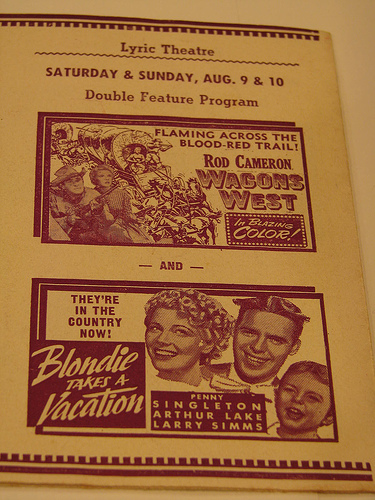 Lyric Theatre
SATURDAY & SUNDAY, AUG. 9 & 10
Double Feature Program
FLAMING ACROSS THE
BLOOD-RED TRAIL!
ROD CAMERON
WAGONS
WEST
IN BLAZING
COLOR!
— AND —
THEY'RE
IN THE
COUNTRY
NOW!
Blondie
TAKES A
Vacation
PENNY
SINGLETON
ARTHUR LAKE
LARRY SIMMS